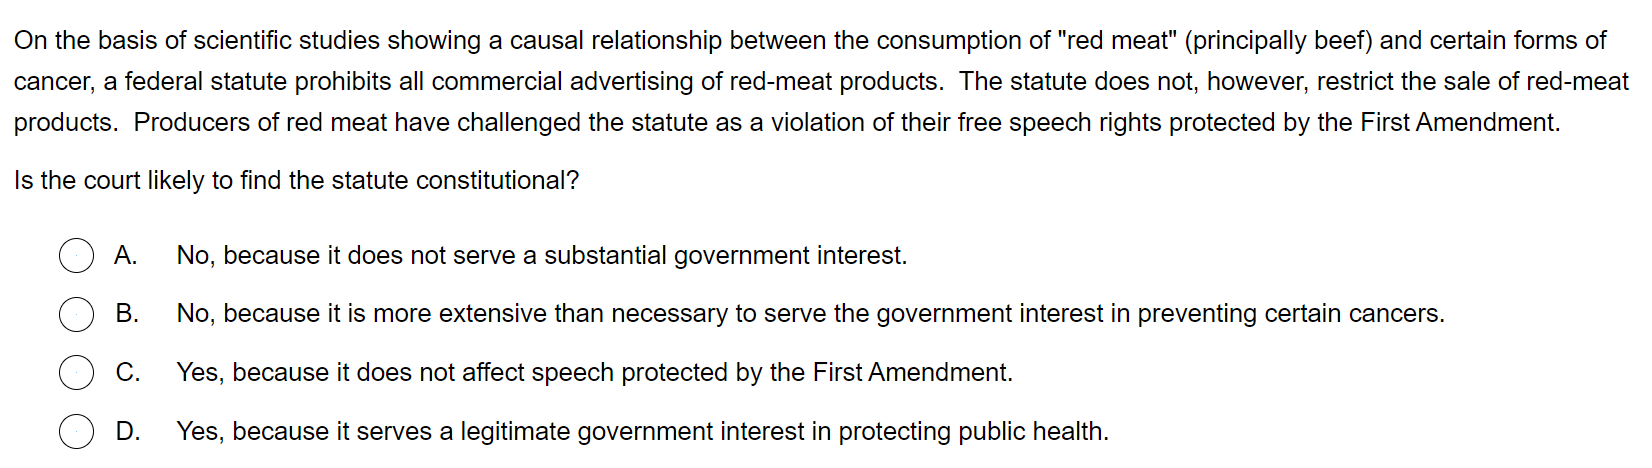 On the basis of scientific studies showing a causal relationship between the consumption of "red meat" (principally beef) and certain forms of
cancer, a federal statute prohibits all commercial advertising of red-meat products.  The statute does not, however, restrict the sale of red-meat
products.  Producers of red meat have challenged the statute as a violation of their free speech rights protected by the First Amendment.
Is the court likely to find the statute constitutional?
A. No, because it does not serve a substantial government interest.
B. No, because it is more extensive than necessary to serve the government interest in preventing certain cancers.
C. Yes, because it does not affect speech protected by the First Amendment.
D. Yes, because it serves a legitimate government interest in protecting public health.